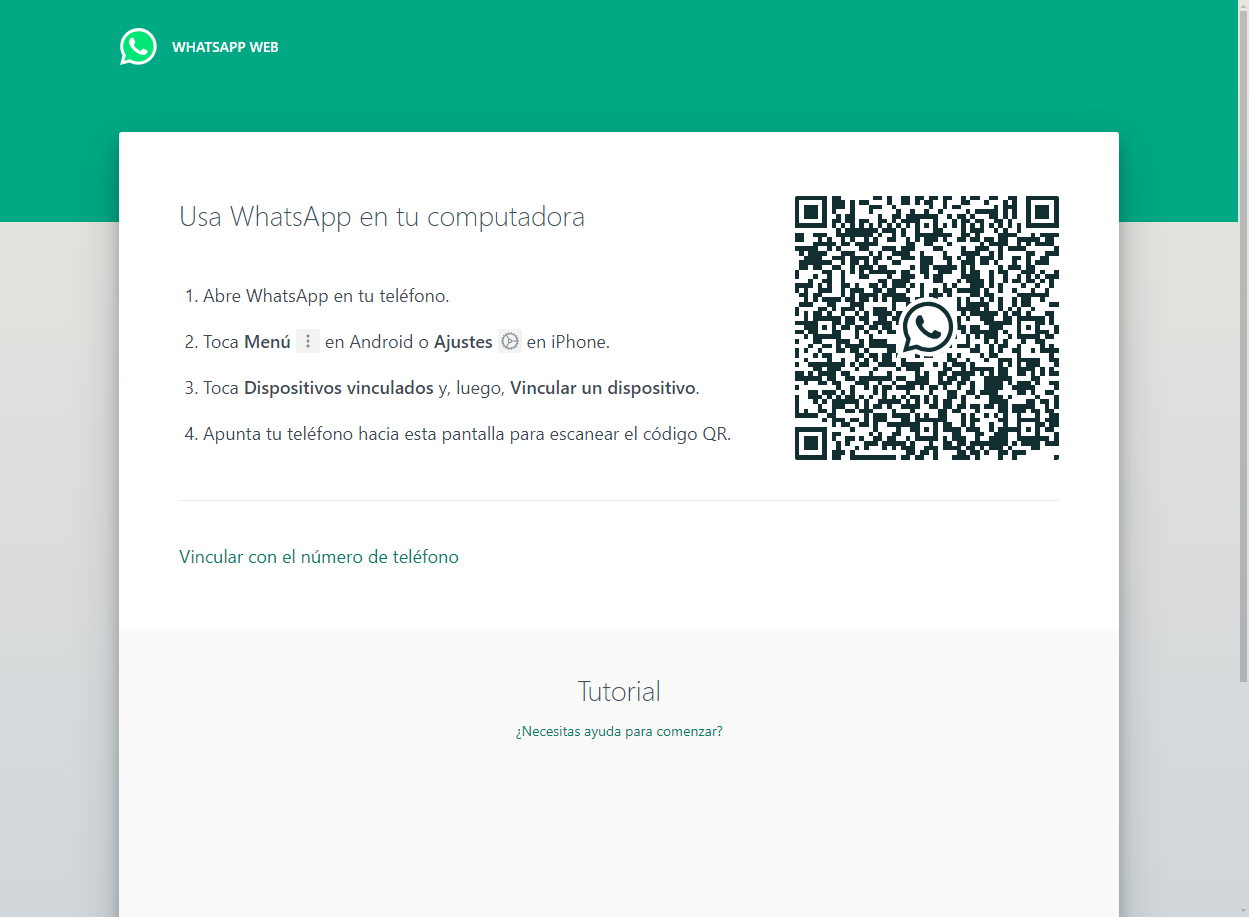 WHATSAPP WEB
Usa WhatsApp en tu computadora
1. Abre WhatsApp en tu teléfono.
2. Toca Menú en Android o Ajustes en iPhone.
3. Toca Dispositivos vinculados y, luego, Vincular un dispositivo.
4. Apunta tu teléfono hacia esta pantalla para escanear el código QR.
Vincular con el número de teléfono
Tutorial
¿Necesitas ayuda para comenzar?